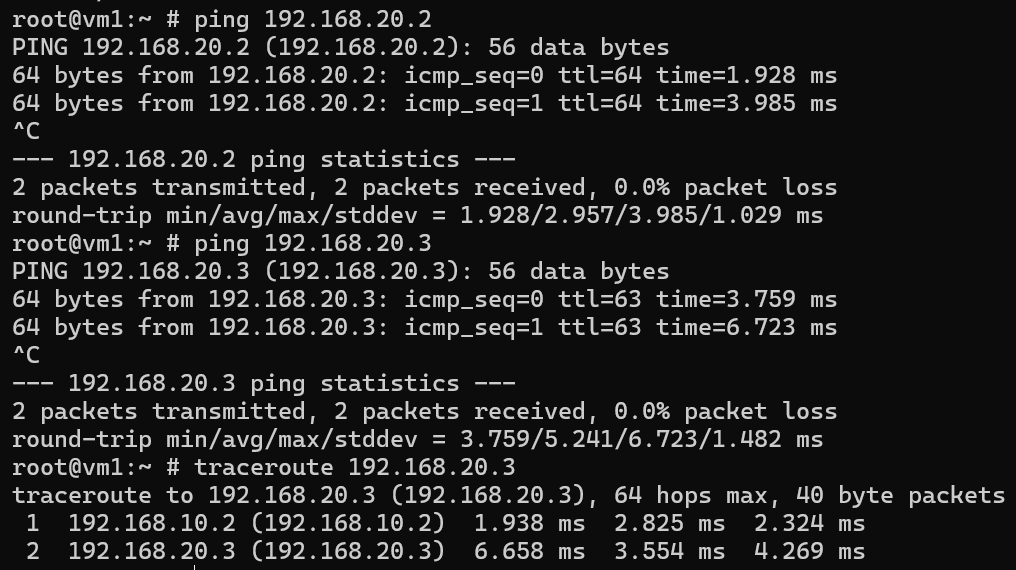 root@vm1:~ # ping 192.168.20.2
PING 192.168.20.2 (192.168.20.2): 56 data bytes
64 bytes from 192.168.20.2: icmp_seq=0 ttl=64 time=1.928 ms
64 bytes from 192.168.20.2: icmp_seq=1 ttl=64 time=3.985 ms
^C
--- 192.168.20.2 ping statistics ---
2 packets transmitted, 2 packets received, 0.0% packet loss
round-trip min/avg/max/stddev = 1.928/2.957/3.985/1.029 ms
root@vm1:~ # ping 192.168.20.3
PING 192.168.20.3 (192.168.20.3): 56 data bytes
64 bytes from 192.168.20.3: icmp_seq=0 ttl=63 time=3.759 ms
64 bytes from 192.168.20.3: icmp_seq=1 ttl=63 time=6.723 ms
^C
--- 192.168.20.3 ping statistics ---
2 packets transmitted, 2 packets received, 0.0% packet loss
round-trip min/avg/max/stddev = 3.759/5.241/6.723/1.482 ms
root@vm1:~ # traceroute 192.168.20.3
traceroute to 192.168.20.3 (192.168.20.3), 64 hops max, 40 byte packets
 1  192.168.10.2 (192.168.10.2)  1.938 ms  2.825 ms  2.324 ms
 2  192.168.20.3 (192.168.20.3)  6.658 ms  3.554 ms  4.269 ms